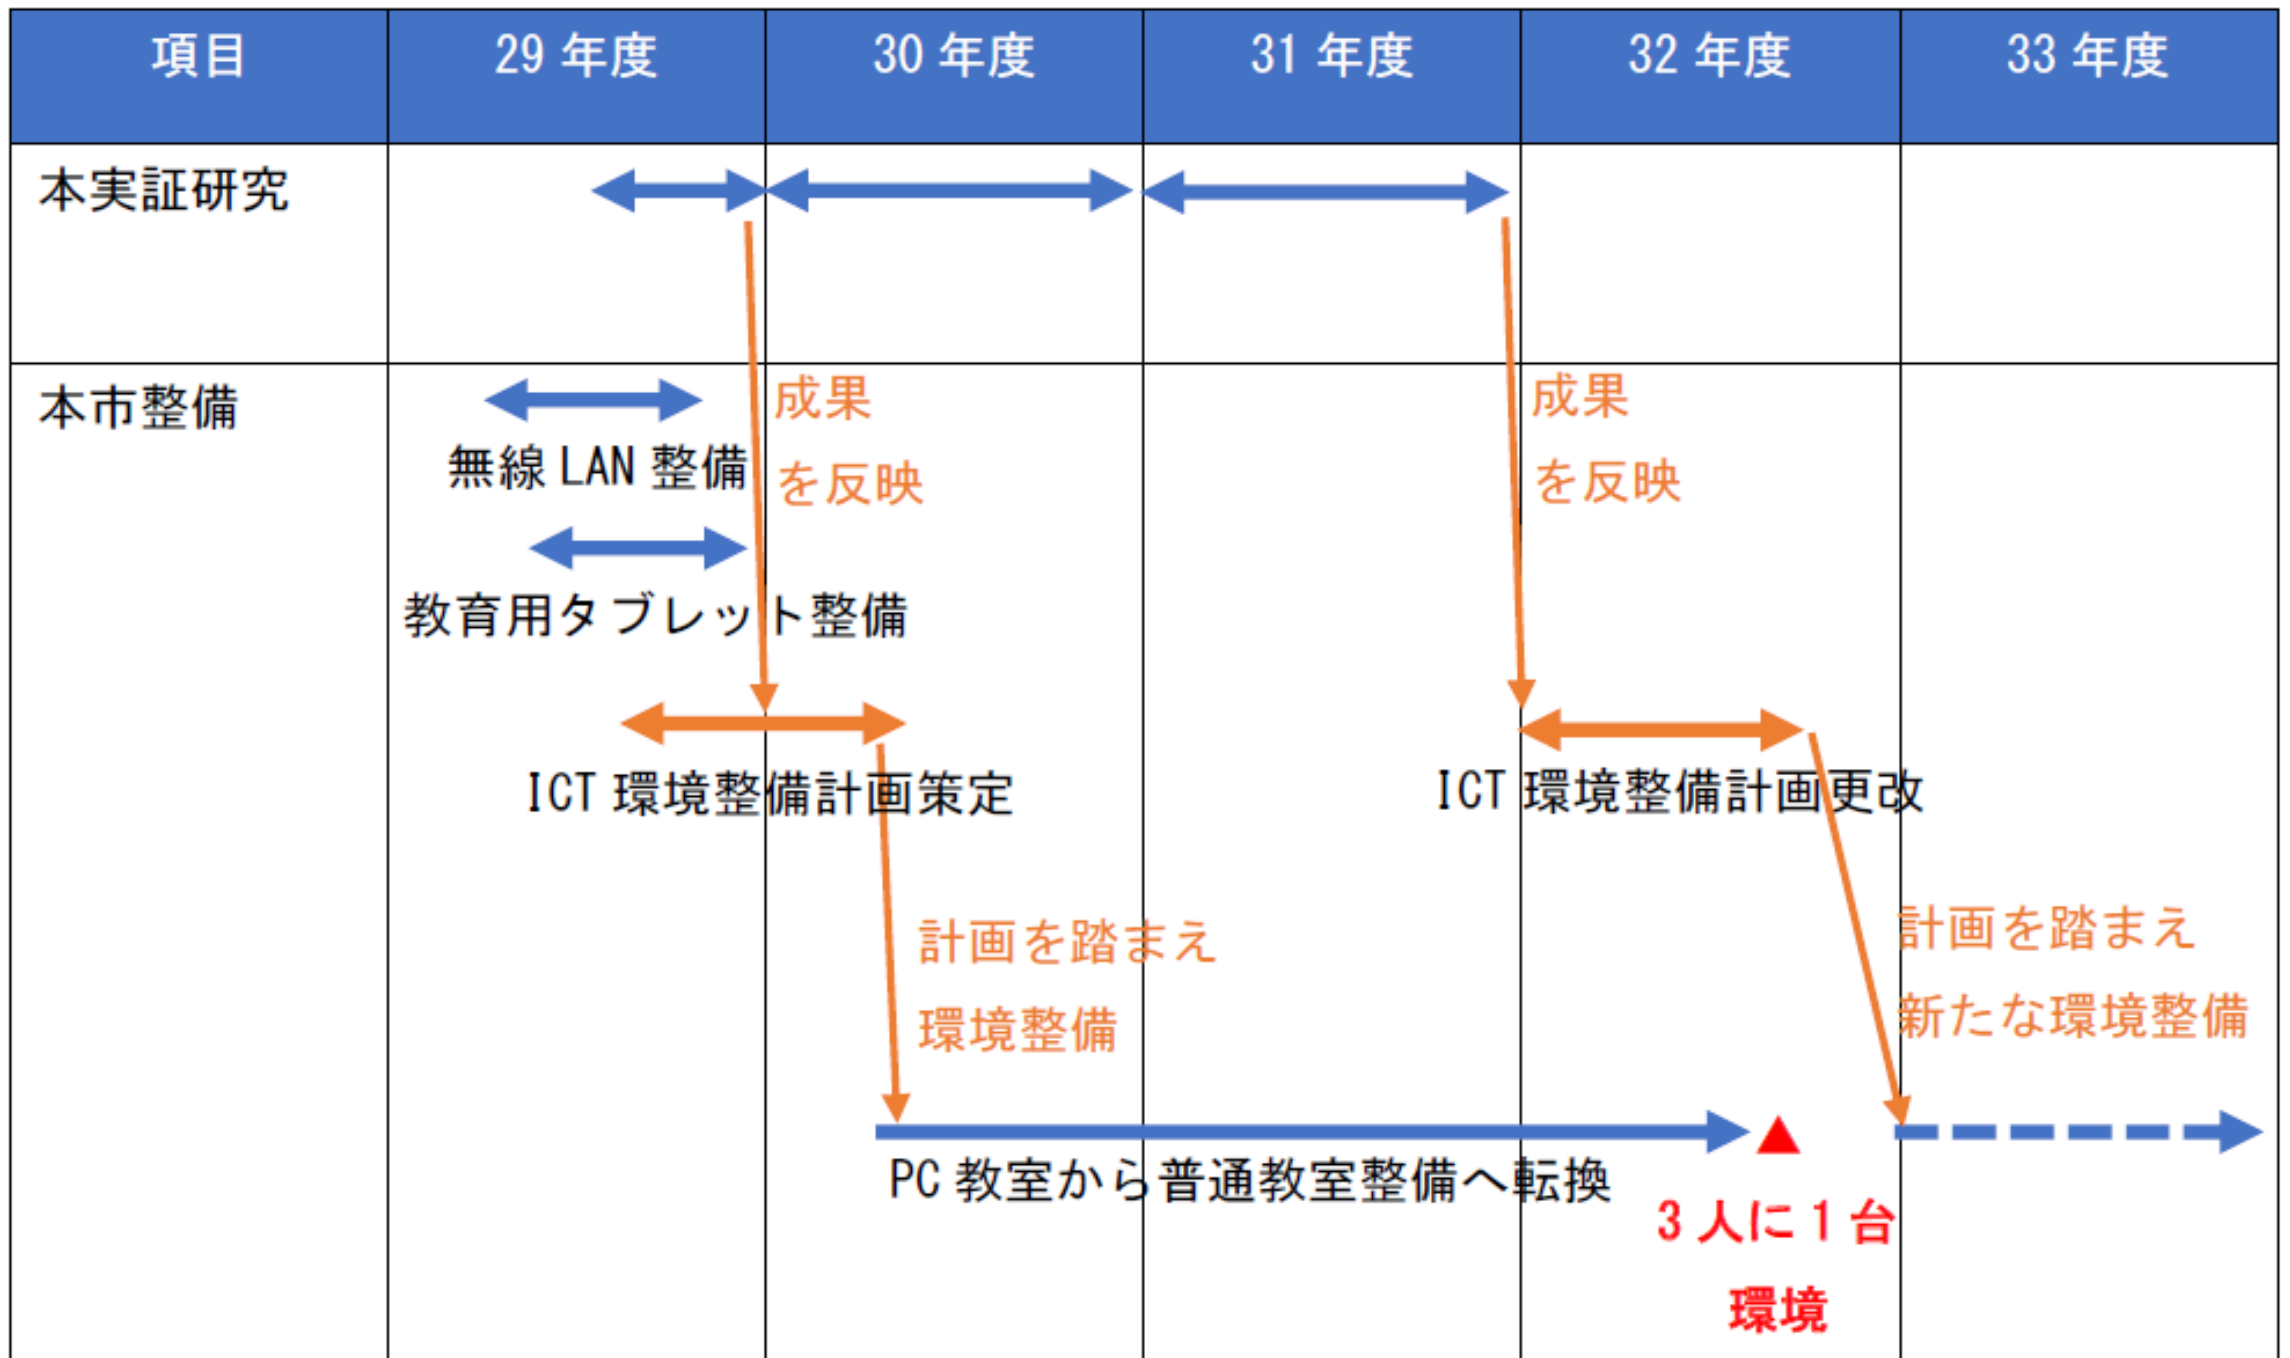 項目
29 年度
30 年度
31 年度
32 年度
33 年度
本実証研究
本市整備
無線 LAN 整備
教育用タブレット整備
成果
を反映
成果
を反映
ICT 環境整備計画策定
ICT 環境整備計画更改
計画を踏まえ
環境整備
計画を踏まえ
新たな環境整備
PC 教室から普通教室整備へ転換
3 人に 1 台
環境